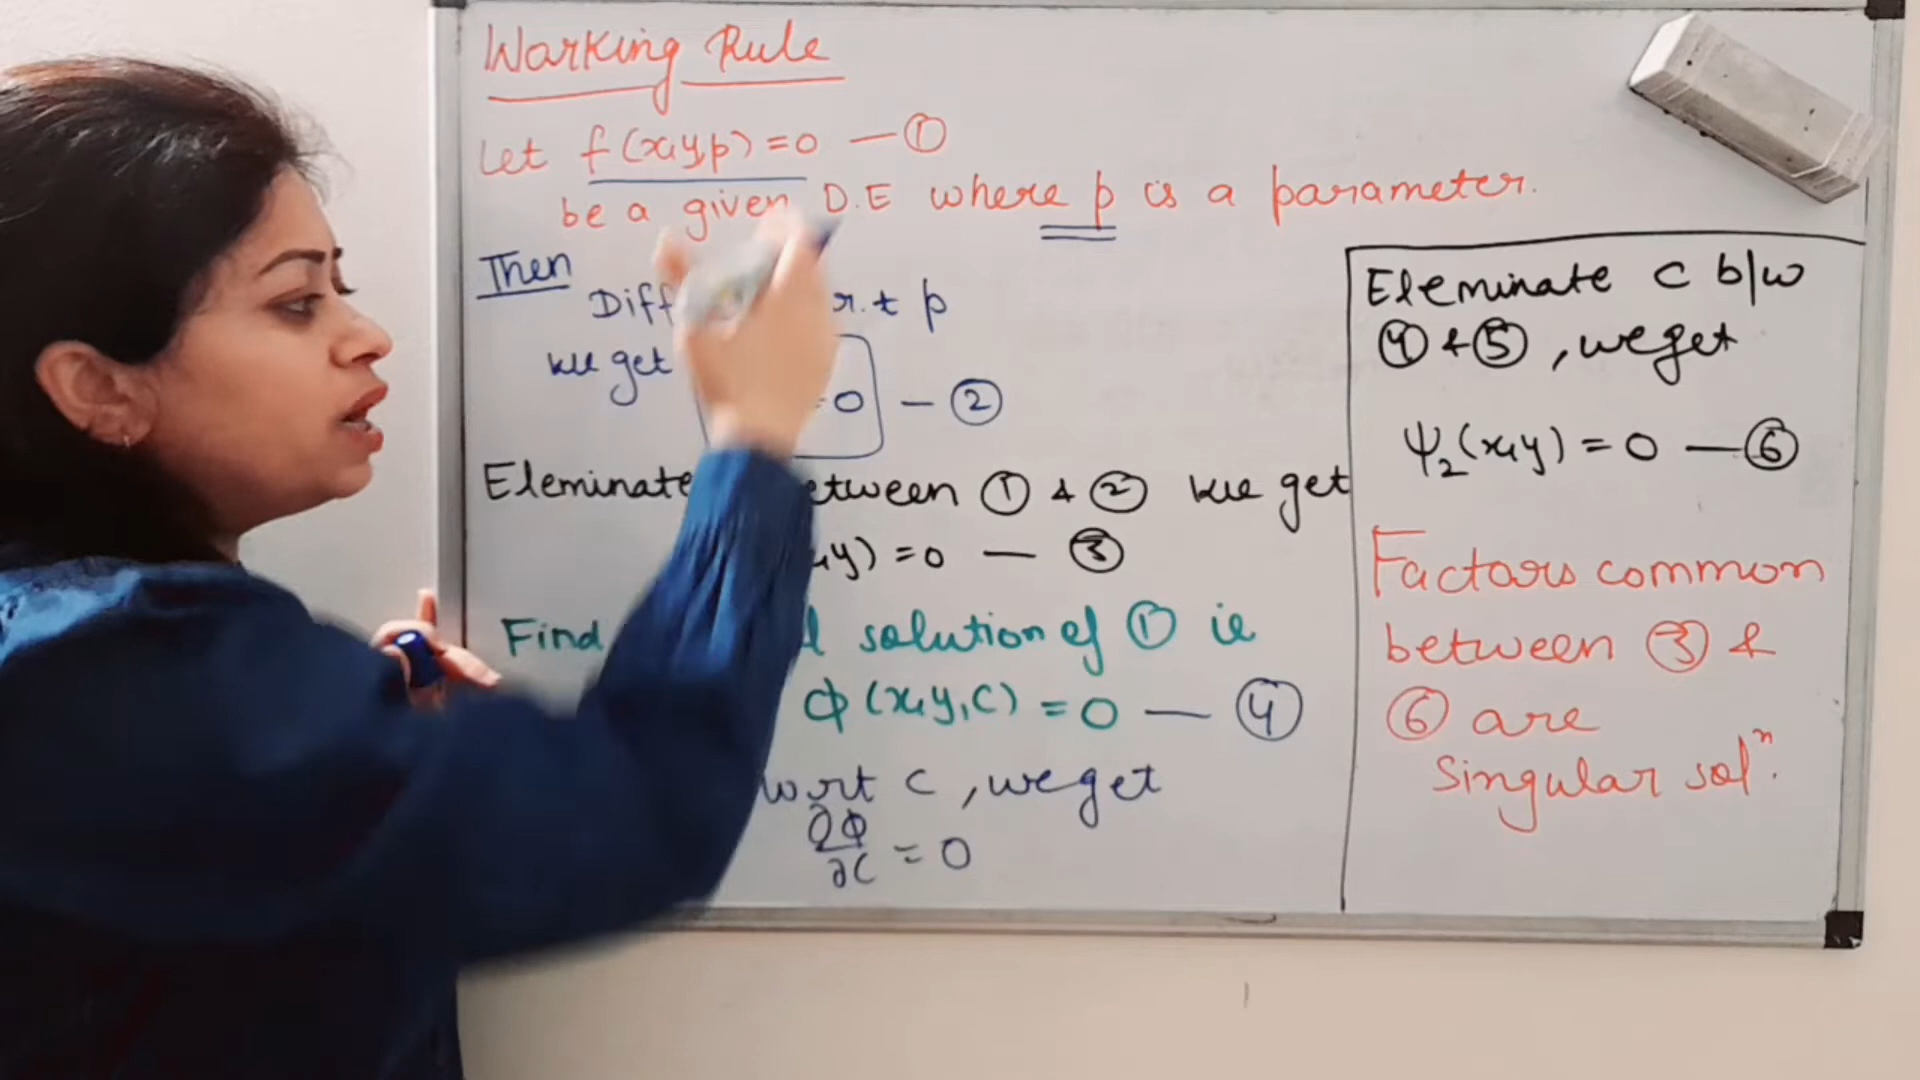 Working Rule
Let f(x,y,p) = 0 — ①
be a given D.E where p is a parameter.
Then
Diff r.t p
we get
= 0 — ②
Eleminate etween ① & ② we get
,y) = 0 — ③
Find l solution of ① ie
ϕ(x,y,c) = 0 — ④
w.r.t c, we get
∂ϕ/∂c = 0
Eleminate c b/w
④ & ⑤, we get
ψ₂(x,y) = 0 — ⑥
Factors common
between ③ &
⑥ are
singular solⁿ.